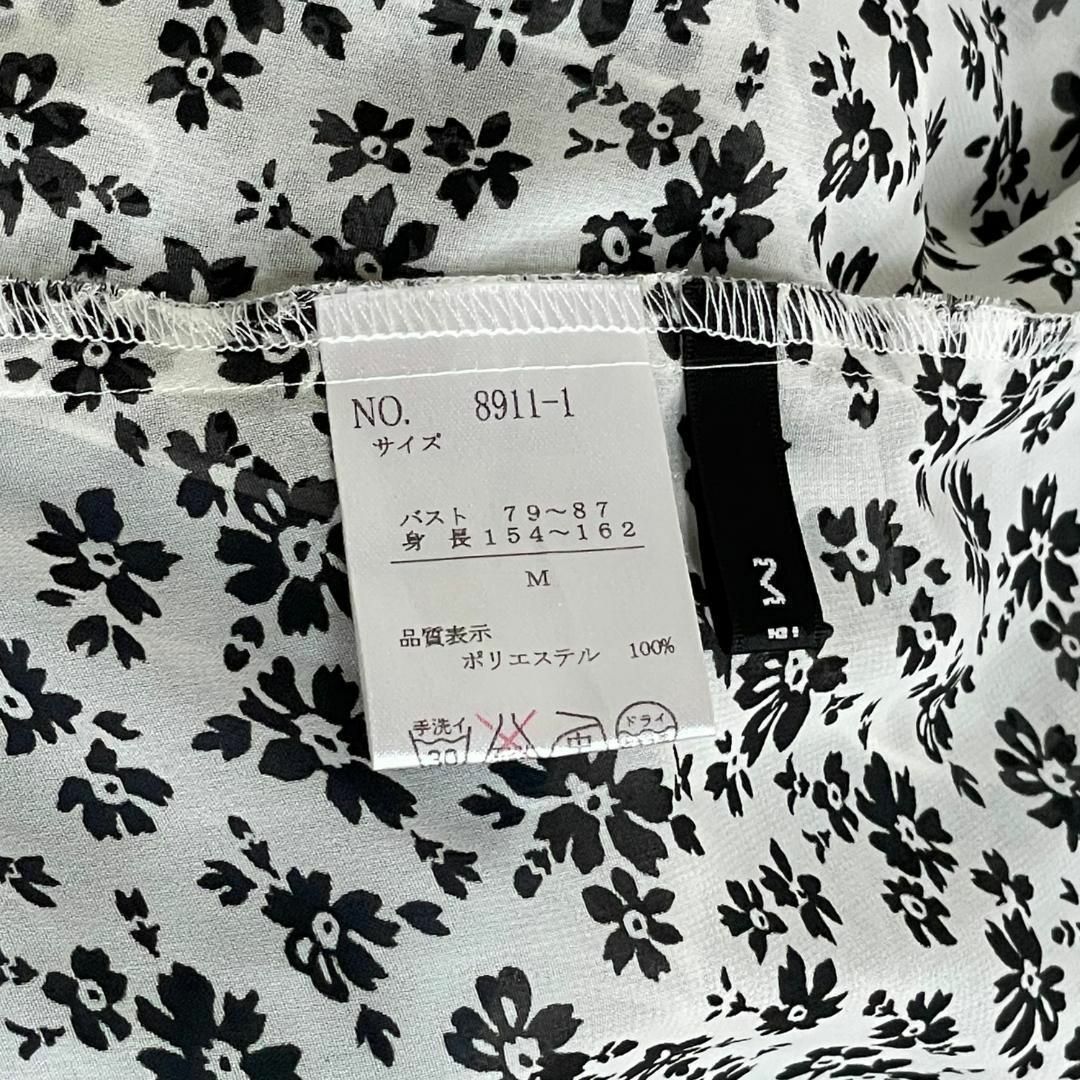 NO. 8911-1
サイズ
バスト 79〜87
身長 154〜162
M
品質表示
ポリエステル 100%
手洗イ
30
中
ドライ
M